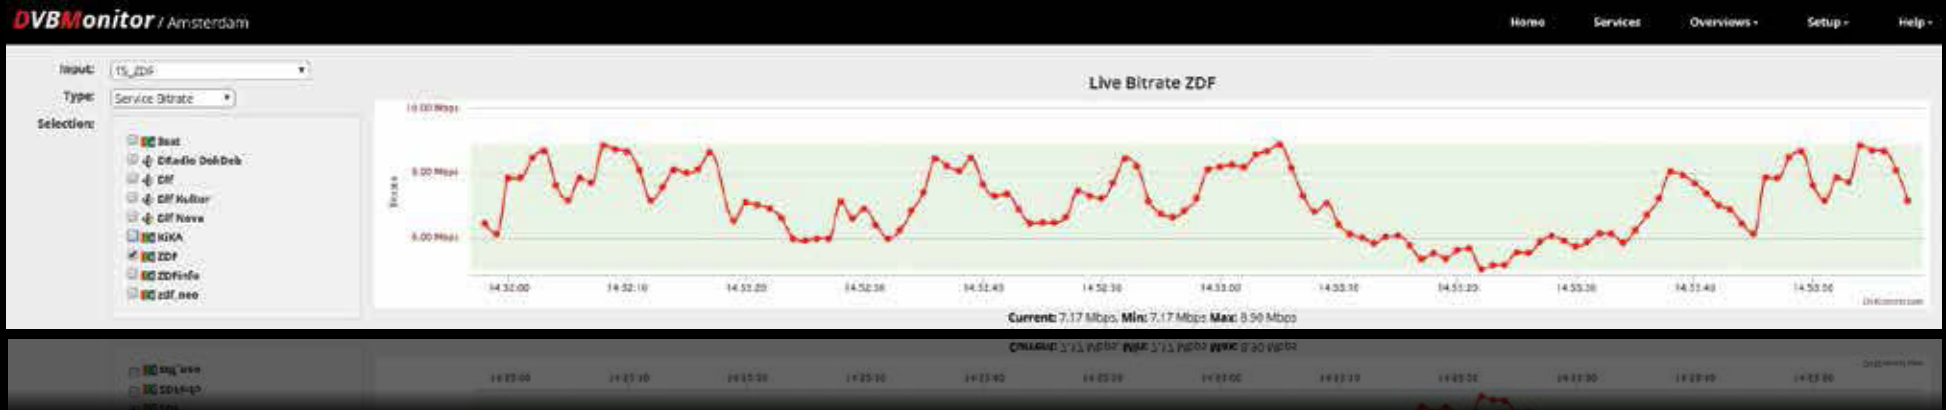 DVBMonitor / Amsterdam
Home Services Overviews Setup Help
Input: TS_ZDF
Type: Service Bitrate
Selection:
DRadio DokDeb
Dlf
Dlf Kultur
Dlf Nova
KiKA
ZDF
ZDFinfo
zdf_neo
Live Bitrate ZDF
10.00 Mbps
8.00 Mbps
6.00 Mbps
Bitrate
14:52:00 14:52:10 14:52:20 14:52:30 14:52:40 14:52:50 14:53:00 14:53:10 14:53:20 14:53:30 14:53:40 14:53:50
Current: 7.17 Mbps, Min: 7.17 Mbps Max: 8.90 Mbps